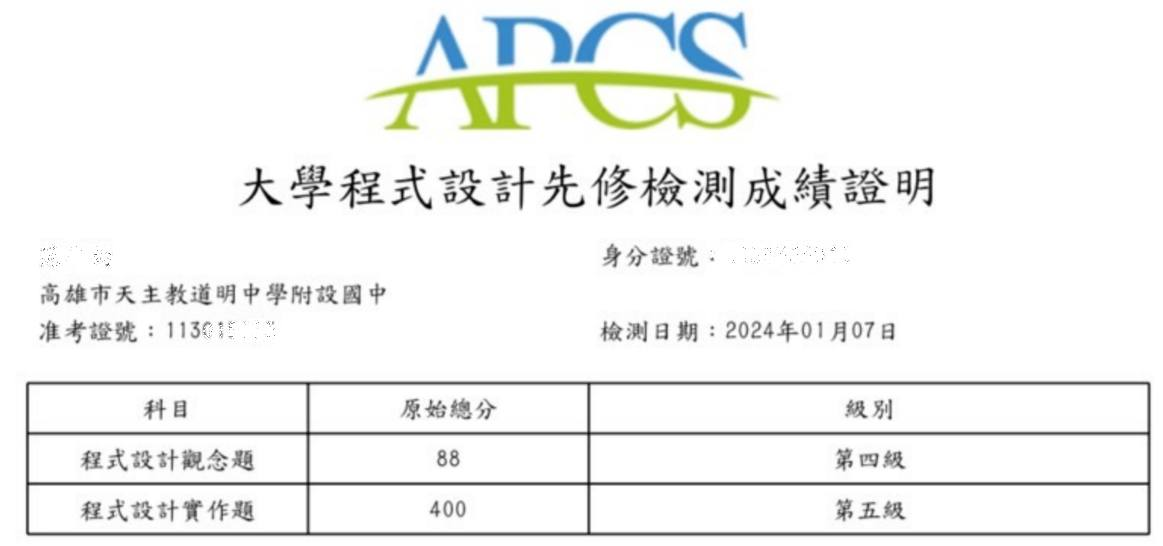 APCS
大學程式設計先修檢測成績證明
身分證號：
高雄市天主教道明中學附設國中
准考證號：113
檢測日期：2024年01月07日
科目 原始總分 級別
程式設計觀念題 88 第四級
程式設計實作題 400 第五級